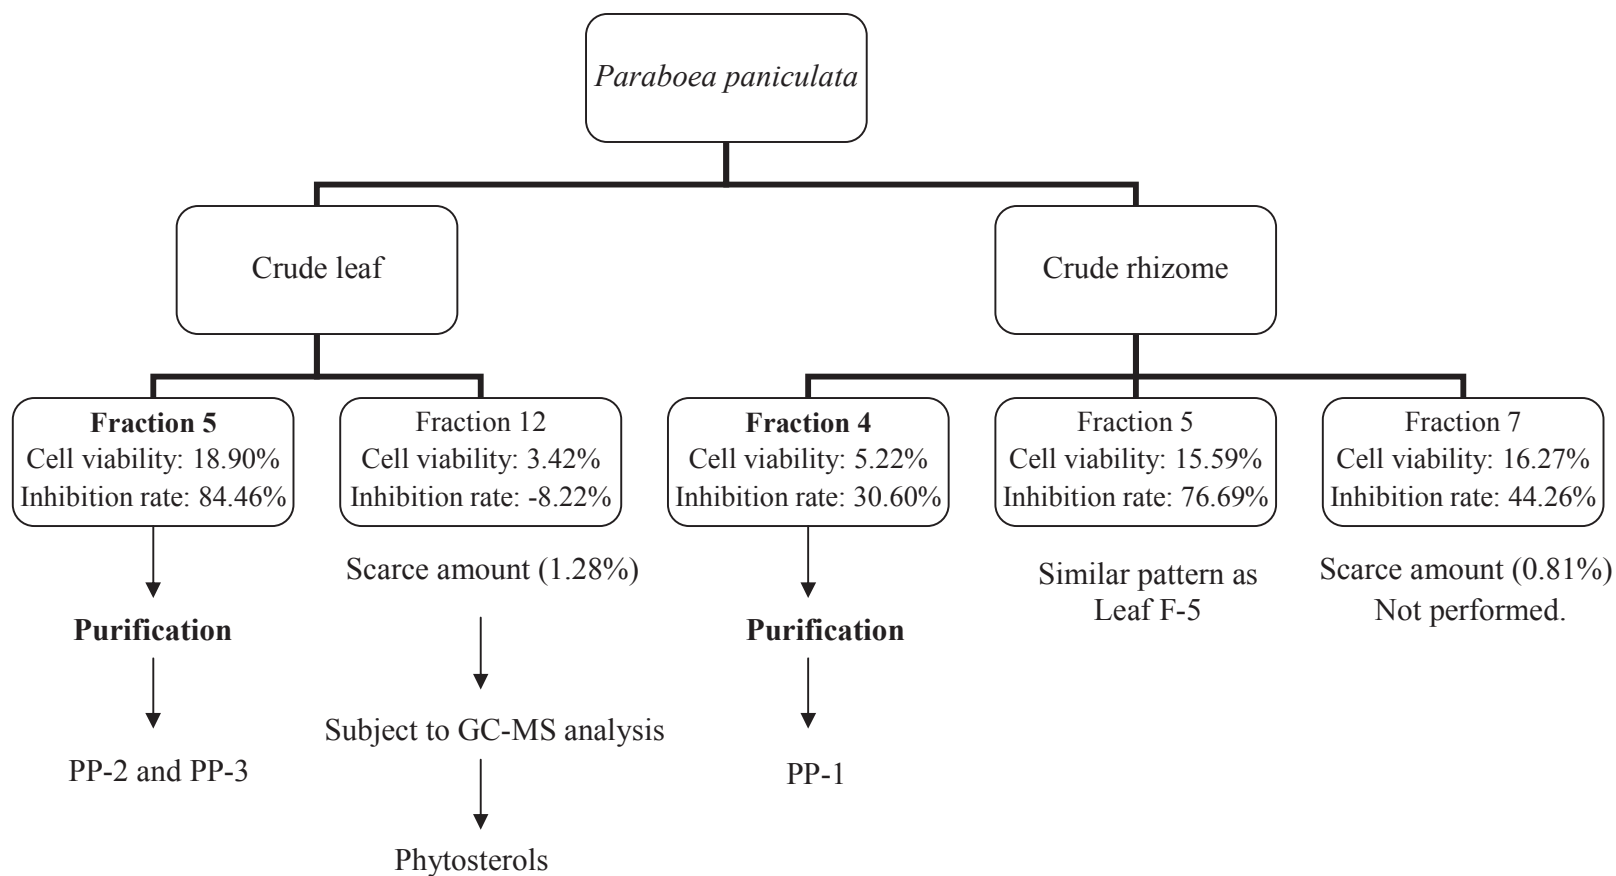 Paraboea paniculata
Crude leaf
Crude rhizome
Fraction 5
Cell viability: 18.90%
Inhibition rate: 84.46%
Fraction 12
Cell viability: 3.42%
Inhibition rate: -8.22%
Fraction 4
Cell viability: 5.22%
Inhibition rate: 30.60%
Fraction 5
Cell viability: 15.59%
Inhibition rate: 76.69%
Fraction 7
Cell viability: 16.27%
Inhibition rate: 44.26%
Scarce amount (1.28%)
Similar pattern as
Leaf F-5
Scarce amount (0.81%)
Not performed.
Purification
Purification
Subject to GC-MS analysis
PP-2 and PP-3
PP-1
Phytosterols